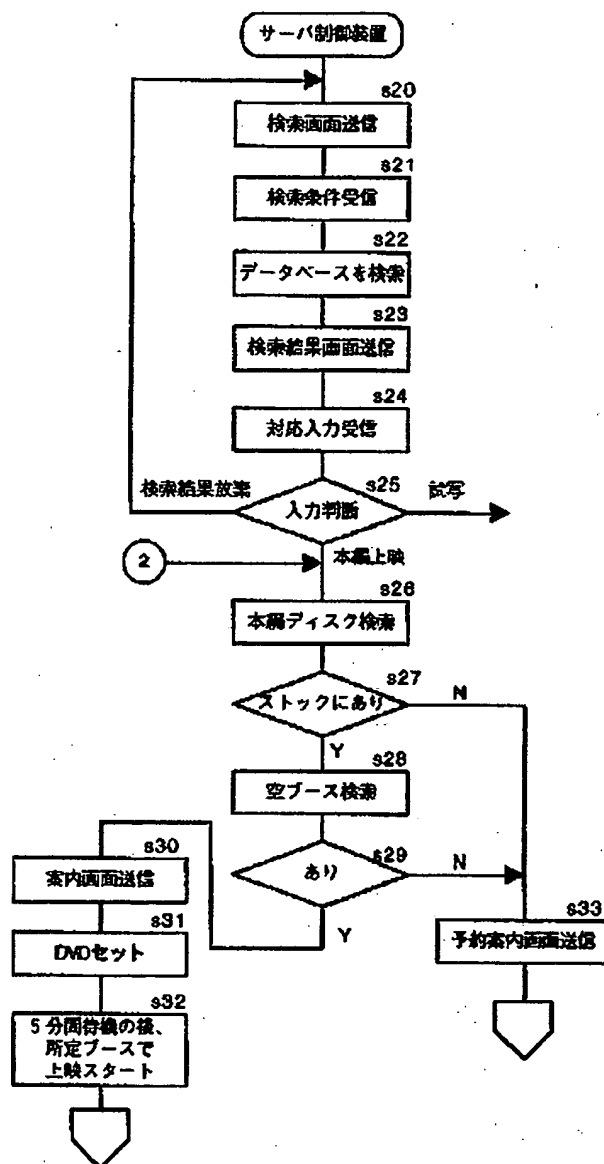 サーバ制御装置
s20
検索画面送信
s21
検索条件受信
s22
データベースを検索
s23
検索結果画面送信
s24
対応入力受信
s25
検索結果放棄
入力判断
試写
2
本編上映
s26
本編ディスク検索
s27
ストックにあり
N
Y
s28
空ブース検索
s29
あり
N
Y
s30
案内画面送信
s31
DVDセット
s32
5分間待機の後、
所定ブースで
上映スタート
s33
予約案内画面送信